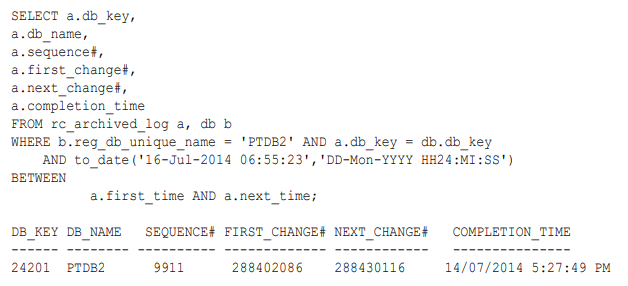 SELECT a.db_key,
a.db_name,
a.sequence#,
a.first_change#,
a.next_change#,
a.completion_time
FROM rc_archived_log a, db b
WHERE b.reg_db_unique_name = 'PTDB2' AND a.db_key = db.db_key
    AND to_date('16-Jul-2014 06:55:23','DD-Mon-YYYY HH24:MI:SS')
BETWEEN
          a.first_time AND a.next_time;
DB_KEY DB_NAME  SEQUENCE# FIRST_CHANGE# NEXT_CHANGE#   COMPLETION_TIME
------ -------- --------- ------------- ------------   ---------------
24201  PTDB2     9911      288402086    288430116     14/07/2014 5:27:49 PM